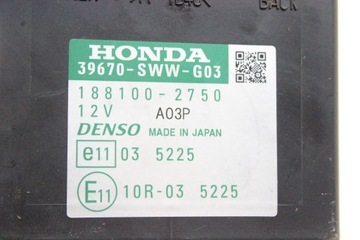 BACK
HONDA
39670-SWW-G03
188100-2750
12V A03P
DENSO MADE IN JAPAN
e11 03 5225
E11 10R-03 5225